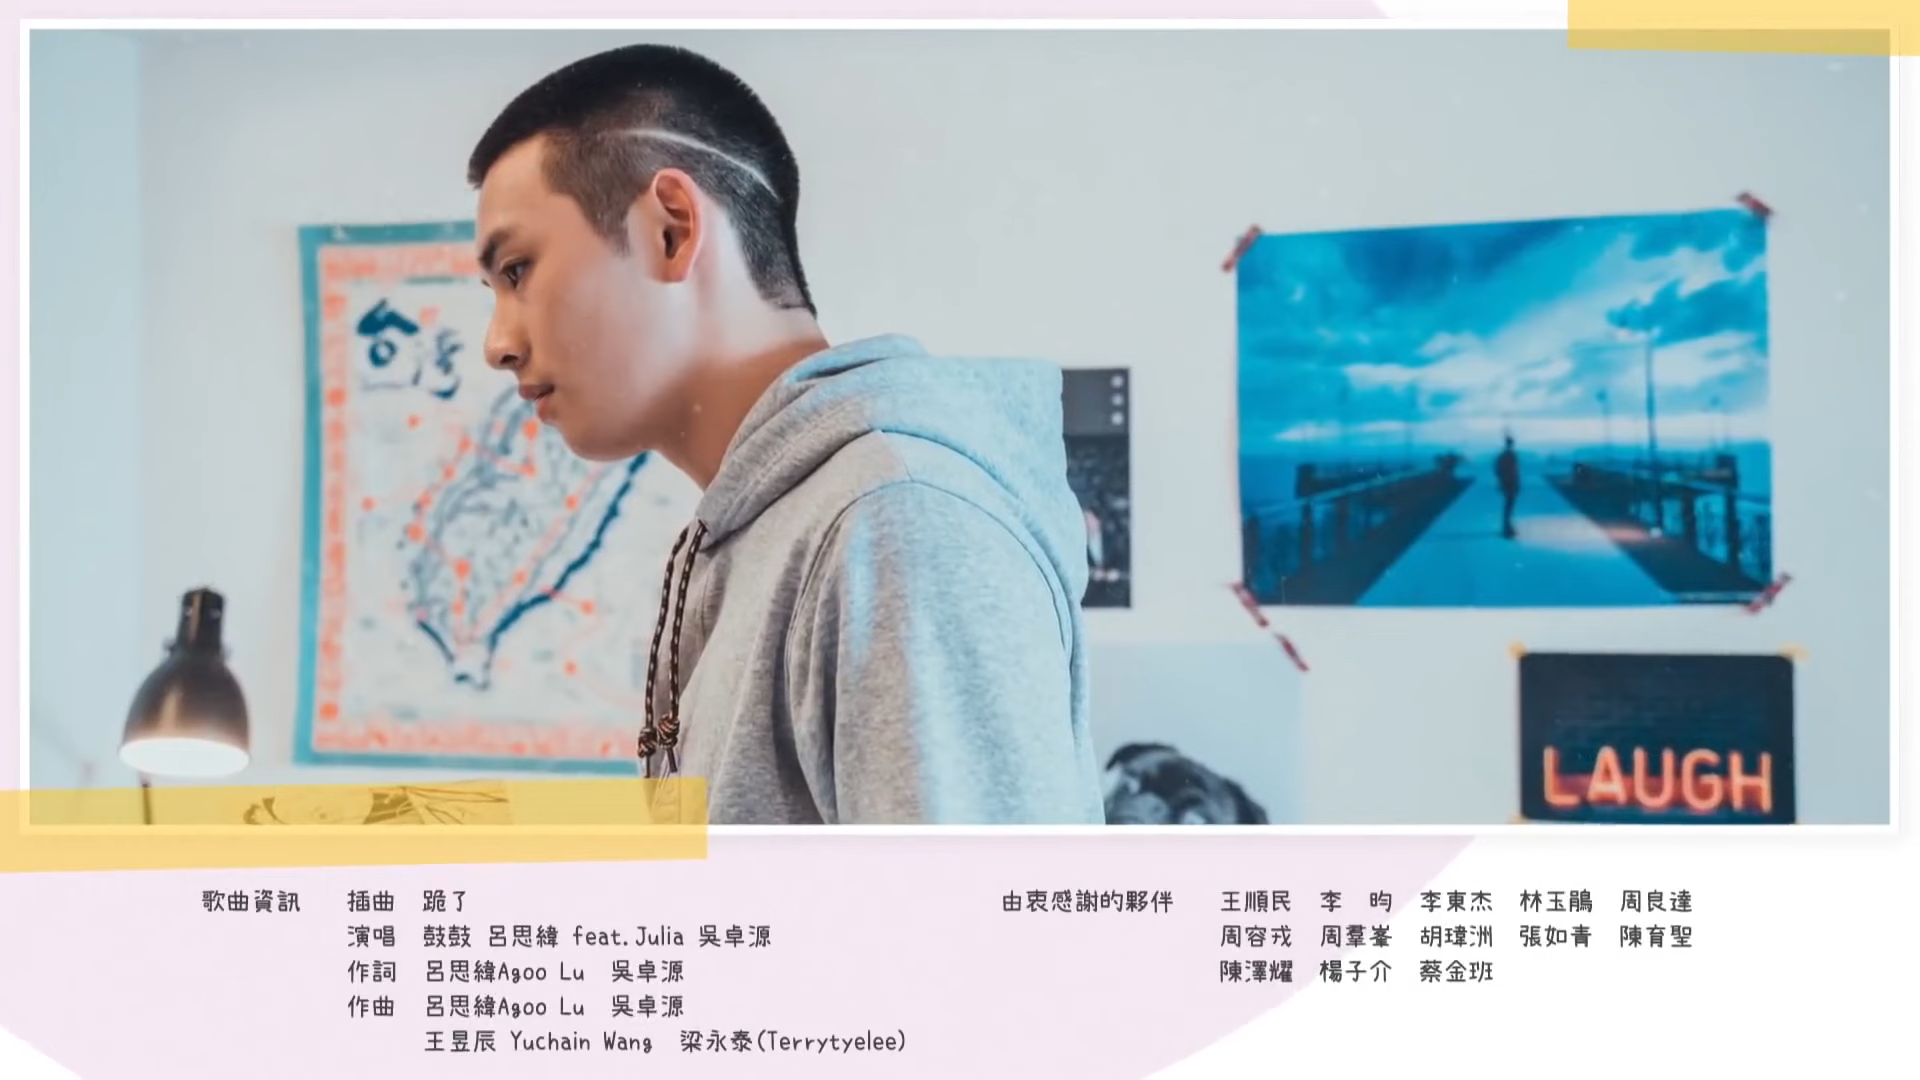 台灣
LAUGH
歌曲資訊 插曲 跪了
演唱 鼓鼓 呂思緯 feat.Julia 吳卓源
作詞 呂思緯Agoo Lu 吳卓源
作曲 呂思緯Agoo Lu 吳卓源
王昱辰 Yuchain Wang 梁永泰(Terrytyelee)
由衷感謝的夥伴 王順民 李昀 李東杰 林玉鵑 周良達
周容戎 周羣峯 胡瑋洲 張如青 陳育聖
陳澤耀 楊子介 蔡金班